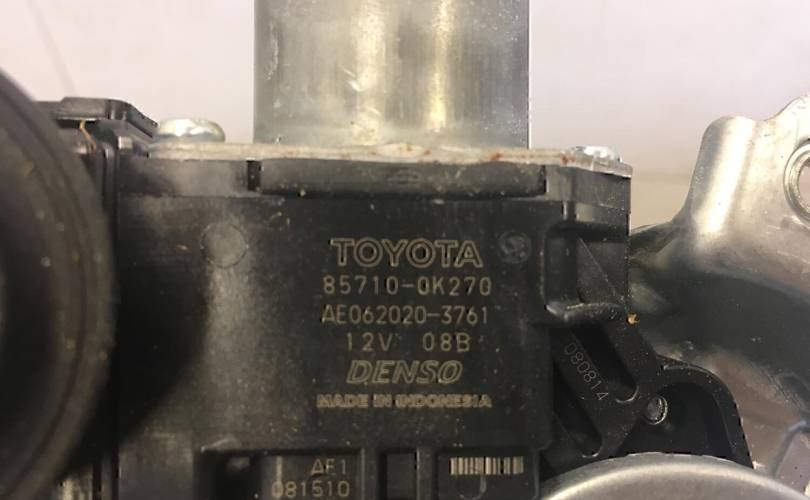 TOYOTA
85710-0K270
AE062020-3761
12V 08B
DENSO
MADE IN INDONESIA
080814
AE1
081510